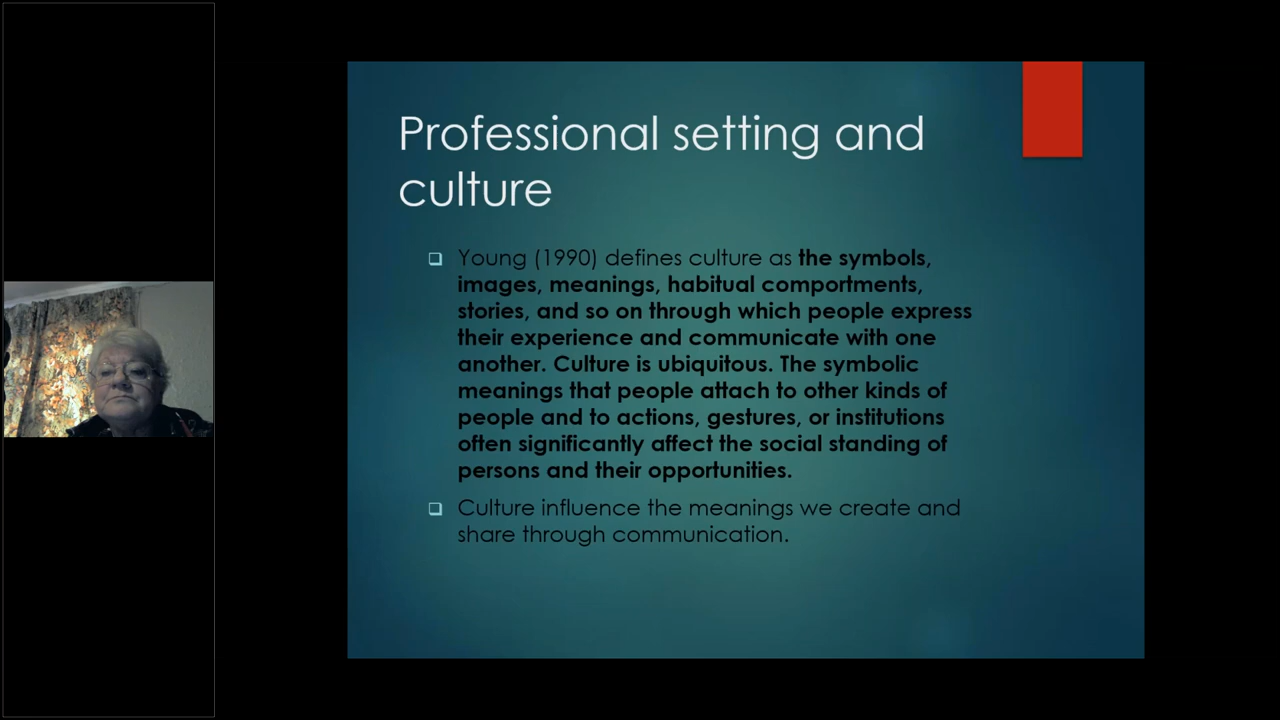 Professional setting and
culture
Young (1990) defines culture as the symbols,
images, meanings, habitual comportments,
stories, and so on through which people express
their experience and communicate with one
another. Culture is ubiquitous. The symbolic
meanings that people attach to other kinds of
people and to actions, gestures, or institutions
often significantly affect the social standing of
persons and their opportunities.
Culture influence the meanings we create and
share through communication.